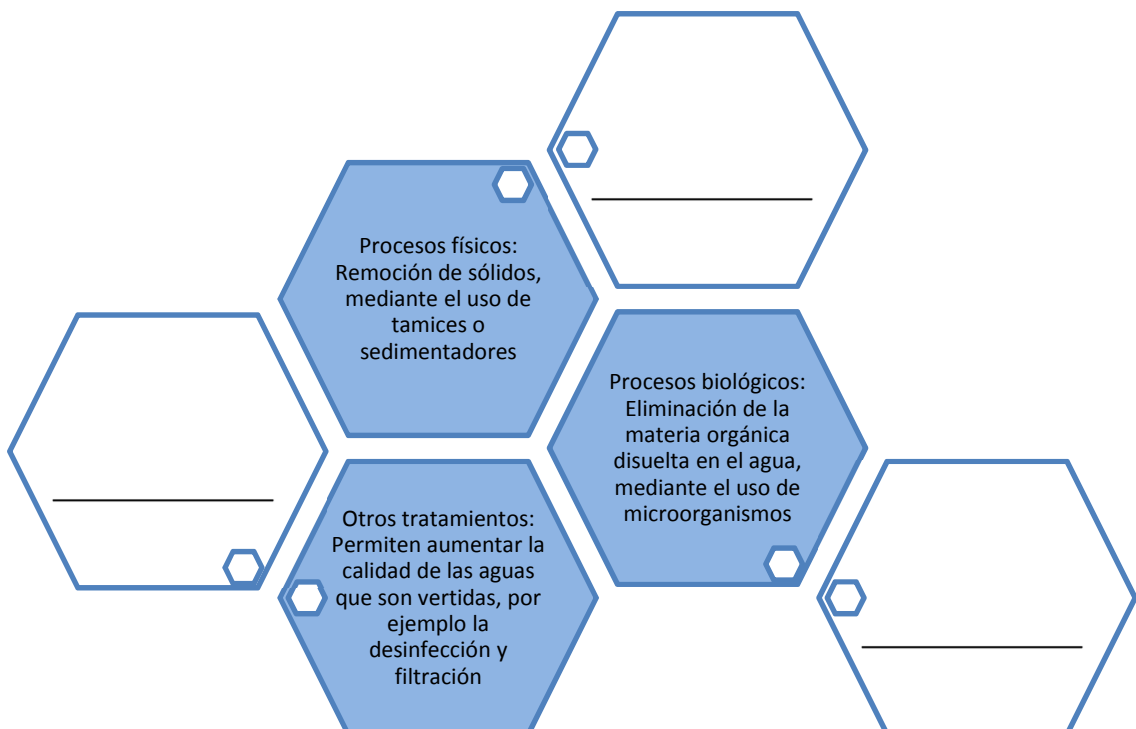 Procesos físicos:
Remoción de sólidos,
mediante el uso de
tamices o
sedimentadores
Procesos biológicos:
Eliminación de la
materia orgánica
disuelta en el agua,
mediante el uso de
microorganismos
Otros tratamientos:
Permiten aumentar la
calidad de las aguas
que son vertidas, por
ejemplo la
desinfección y
filtración